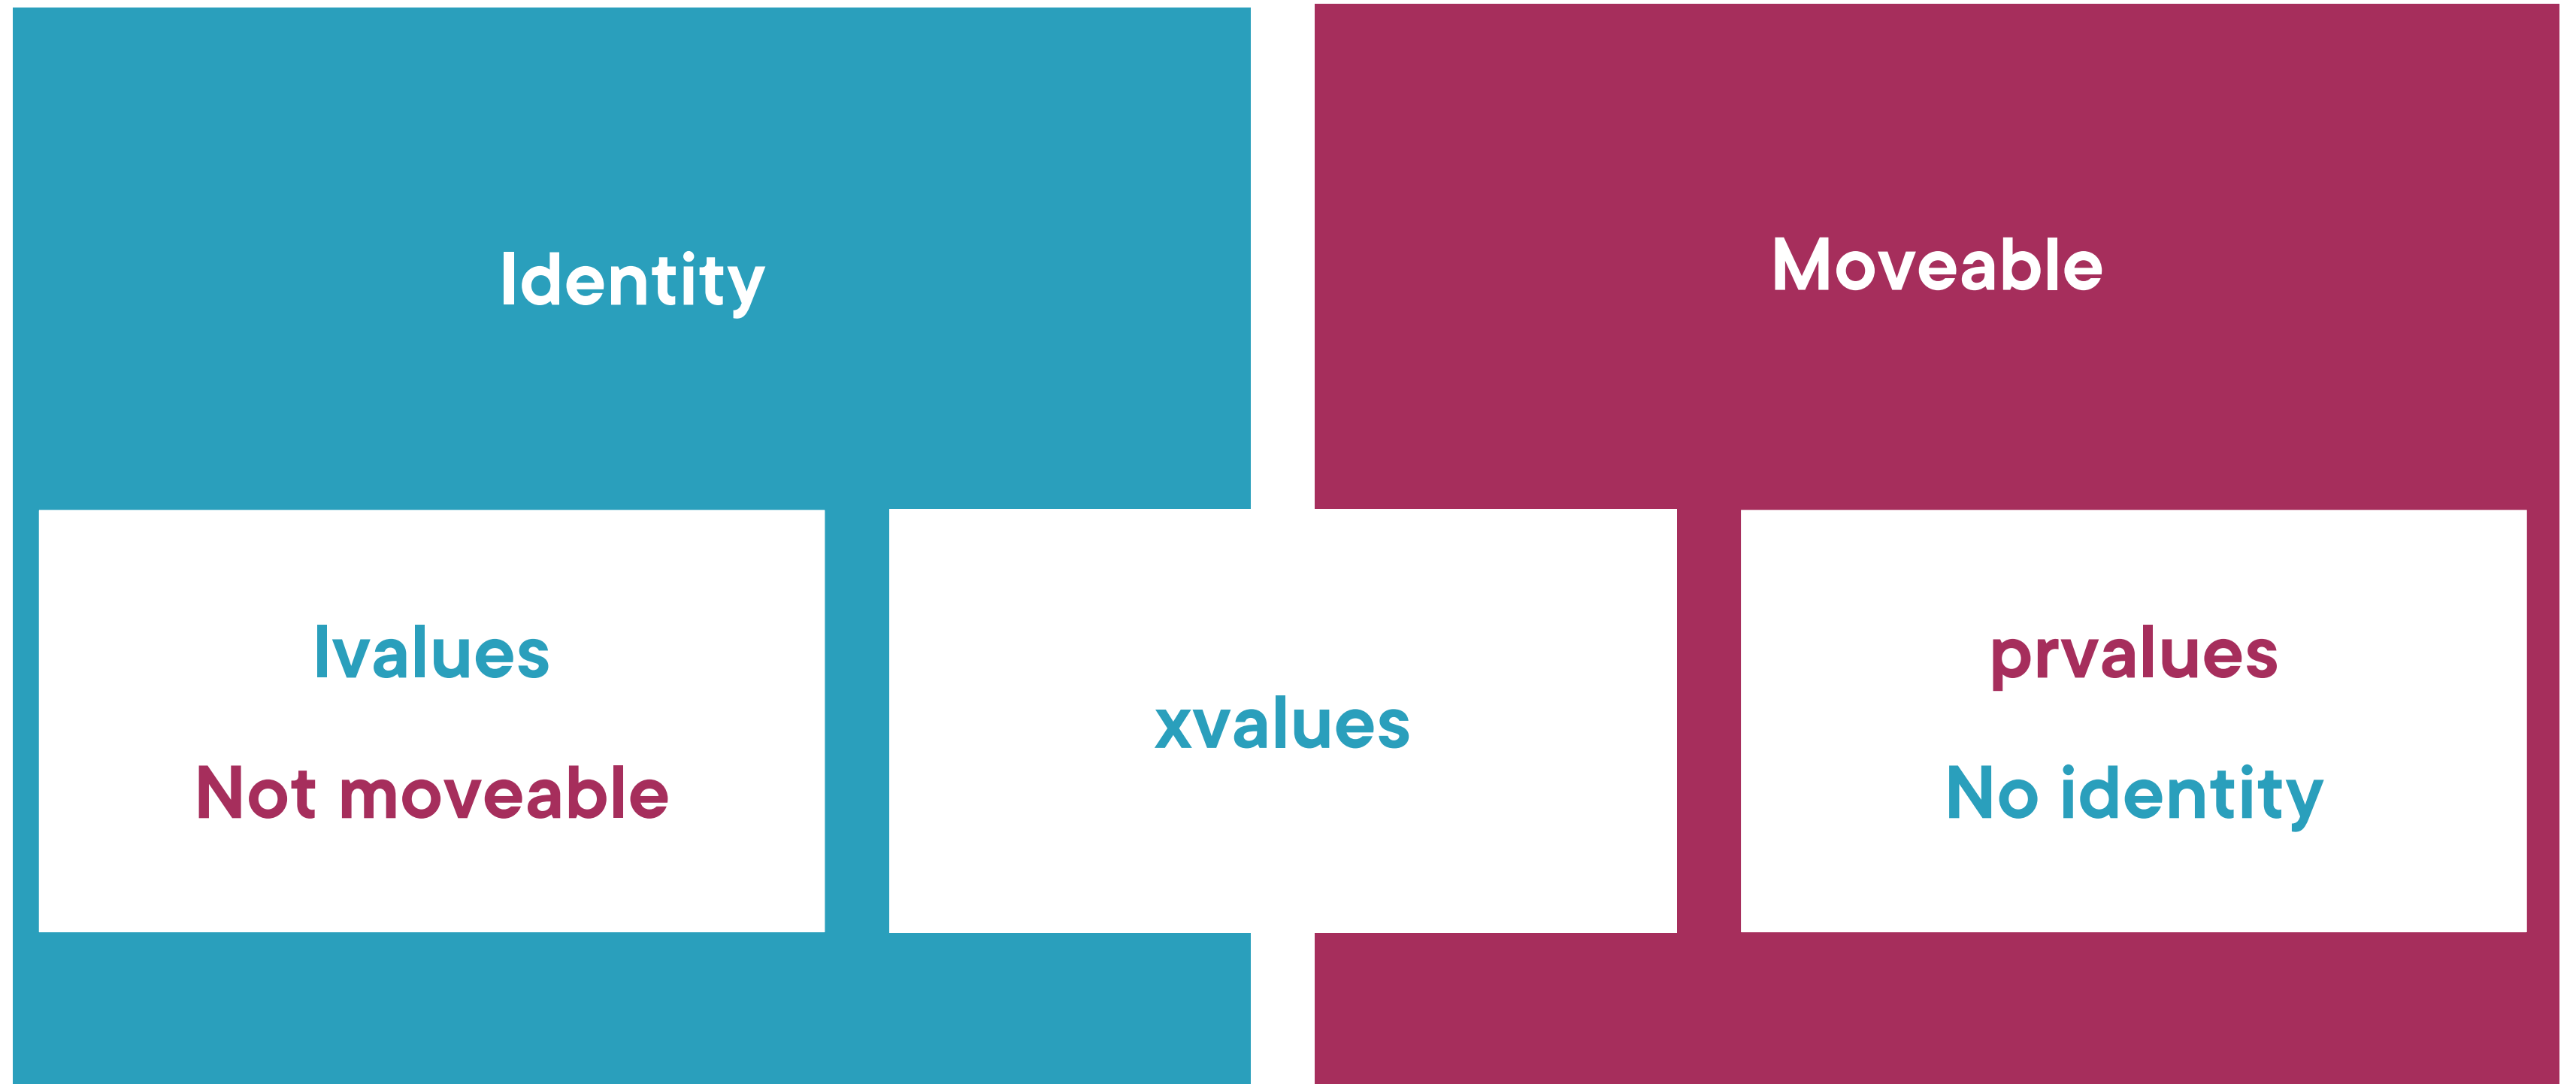 Identity
Moveable
lvalues
Not moveable
xvalues
prvalues
No identity